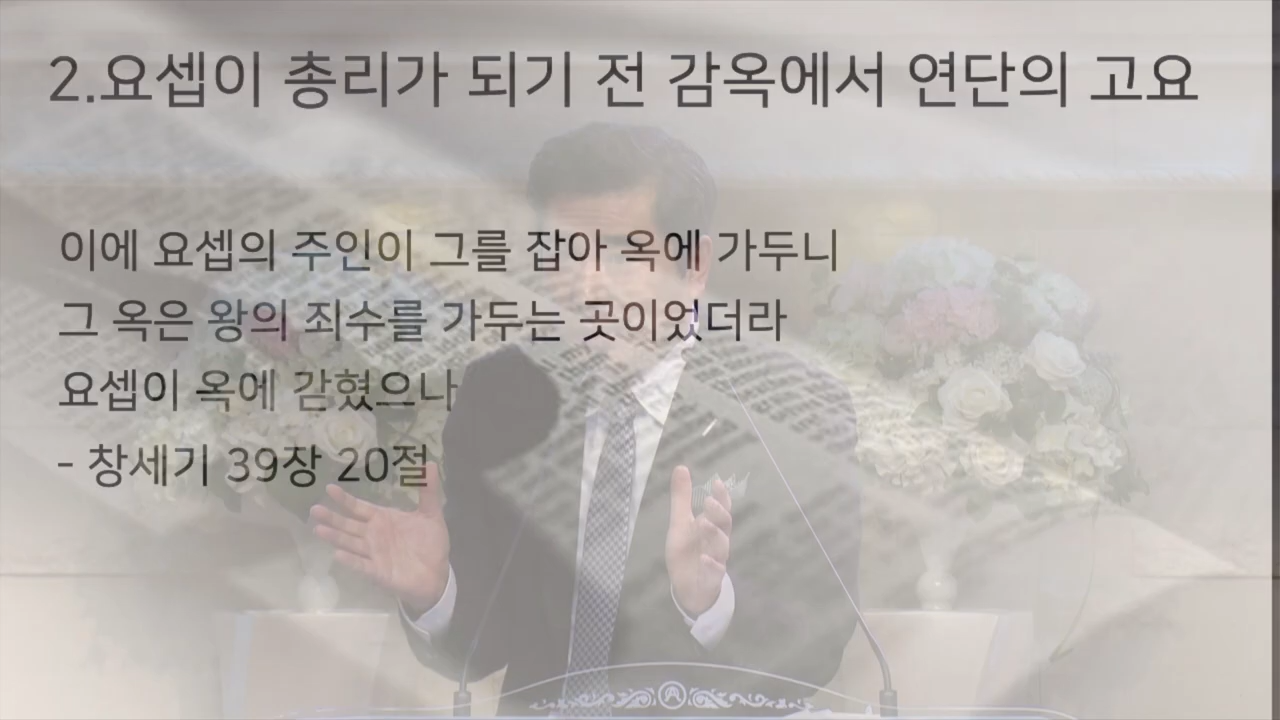 2.요셉이 총리가 되기 전 감옥에서 연단의 고요
이에 요셉의 주인이 그를 잡아 옥에 가두니
그 옥은 왕의 죄수를 가두는 곳이었더라
요셉이 옥에 갇혔으나
- 창세기 39장 20절